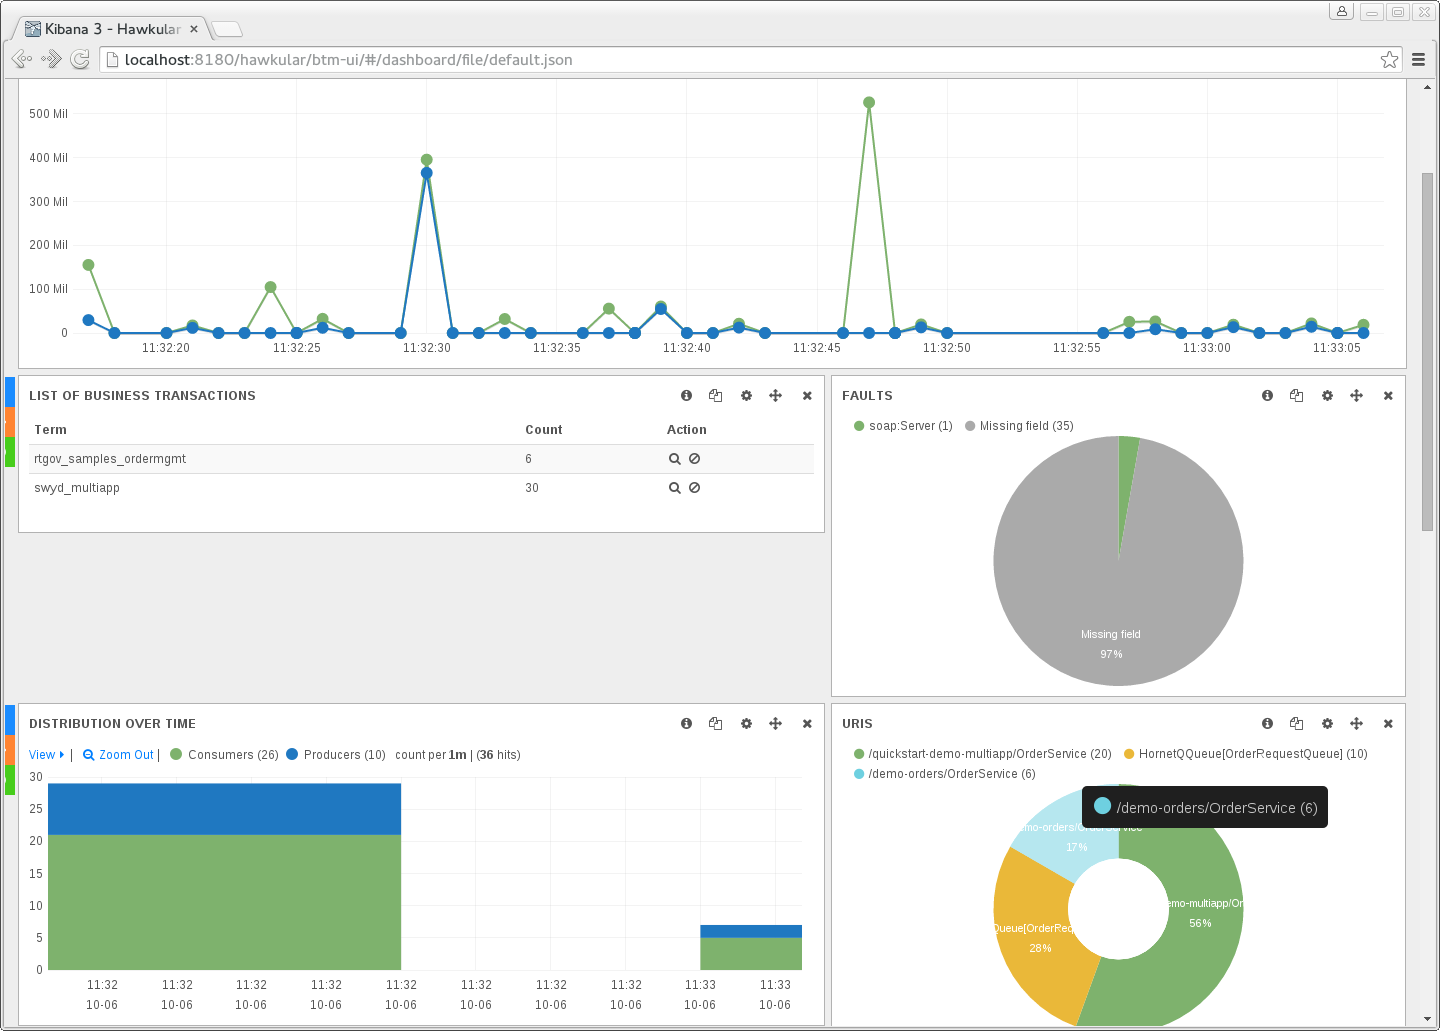 Kibana 3 - Hawkular
localhost:8180/hawkular/btm-ui/#/dashboard/file/default.json
500 Mil
400 Mil
300 Mil
200 Mil
100 Mil
0
11:32:20 11:32:25 11:32:30 11:32:35 11:32:40 11:32:45 11:32:50 11:32:55 11:33:00 11:33:05
LIST OF BUSINESS TRANSACTIONS
Term Count Action
rtgov_samples_ordermgmt 6
swyd_multiapp 30
FAULTS
soap:Server (1) Missing field (35)
Missing field
97%
DISTRIBUTION OVER TIME
View | Zoom Out | Consumers (26) Producers (10) count per 1m | (36 hits)
30
25
20
15
10
5
0
11:32 11:32 11:32 11:32 11:32 11:32 11:32 11:32 11:33 11:33
10-06 10-06 10-06 10-06 10-06 10-06 10-06 10-06 10-06 10-06
URIS
/quickstart-demo-multiapp/OrderService (20) HornetQQueue[OrderRequestQueue] (10)
/demo-orders/OrderService (6)
/demo-orders/OrderService (6)
17%
emo-multiapp/Or
56%
Queue[OrderReq
28%